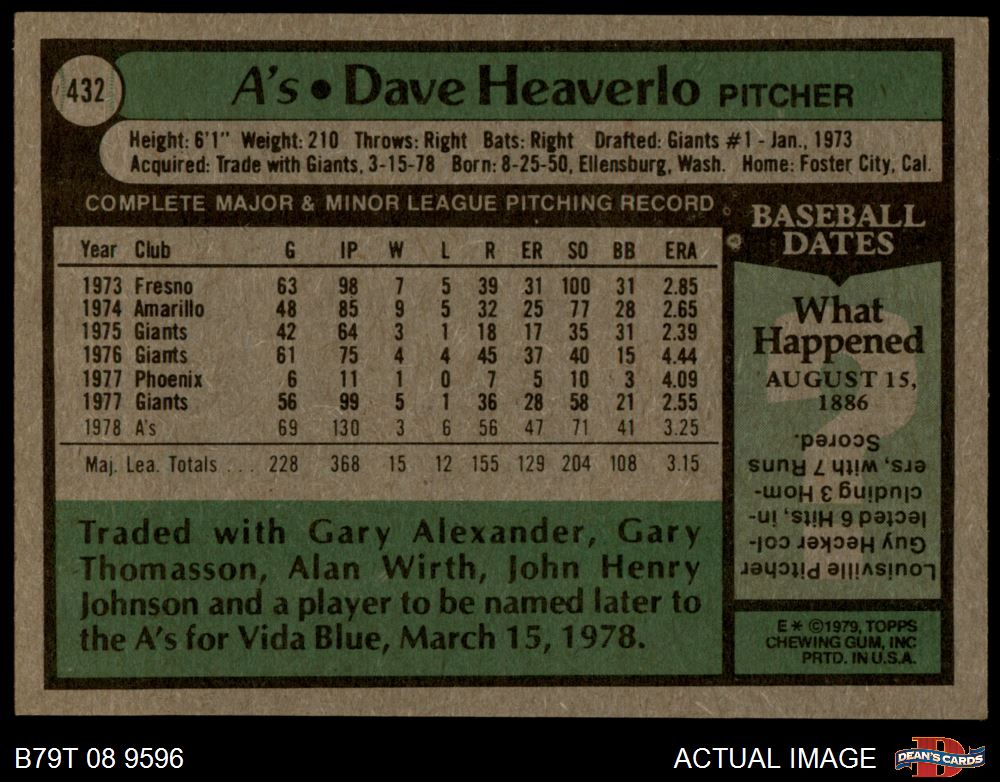 432
A's • Dave Heaverlo PITCHER
Height: 6'1" Weight: 210 Throws: Right Bats: Right Drafted: Giants #1 - Jan., 1973
Acquired: Trade with Giants, 3-15-78 Born: 8-25-50, Ellensburg, Wash. Home: Foster City, Cal.
COMPLETE MAJOR & MINOR LEAGUE PITCHING RECORD
Year Club G IP W L R ER SO BB ERA
1973 Fresno 63 98 7 5 39 31 100 31 2.85
1974 Amarillo 48 85 9 5 32 25 77 28 2.65
1975 Giants 42 64 3 1 18 17 35 31 2.39
1976 Giants 61 75 4 4 45 37 40 15 4.44
1977 Phoenix 6 11 1 0 7 5 10 3 4.09
1977 Giants 56 99 5 1 36 28 58 21 2.55
1978 A's 69 130 3 6 56 47 71 41 3.25
Maj. Lea. Totals ... 228 368 15 12 155 129 204 108 3.15
Traded with Gary Alexander, Gary
Thomasson, Alan Wirth, John Henry
Johnson and a player to be named later to
the A's for Vida Blue, March 15, 1978.
BASEBALL
DATES
What
Happened
AUGUST 15,
1886
?
Louisville Pitcher
Guy Hecker col-
lected 6 Hits, in-
cluding 3 Hom-
ers, with 7 Runs
Scored.
E * ©1979, TOPPS
CHEWING GUM, INC
PRTD. IN U.S.A.
B79T 08 9596
ACTUAL IMAGE
D
DEAN'S CARDS